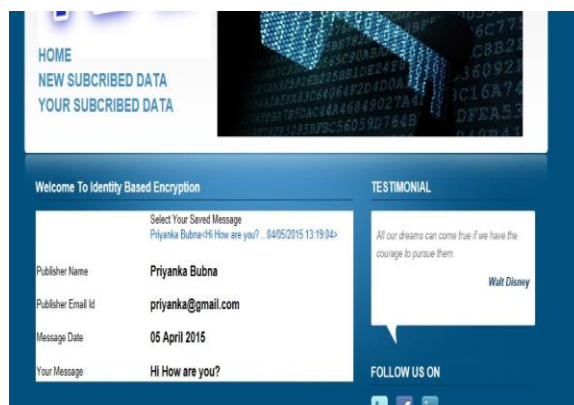 HOME
NEW SUBCRIBED DATA
YOUR SUBCRIBED DATA
Welcome To Identity Based Encryption
Select Your Saved Message
Priyanka Bubna<Hi How are you? ...04/05/2015 13:19:04>
Publisher Name Priyanka Bubna
Publisher Email Id priyanka@gmail.com
Message Date 05 April 2015
Your Message Hi How are you?
TESTIMONIAL
All our dreams can come true if we have the
courage to pursue them.
Walt Disney
FOLLOW US ON